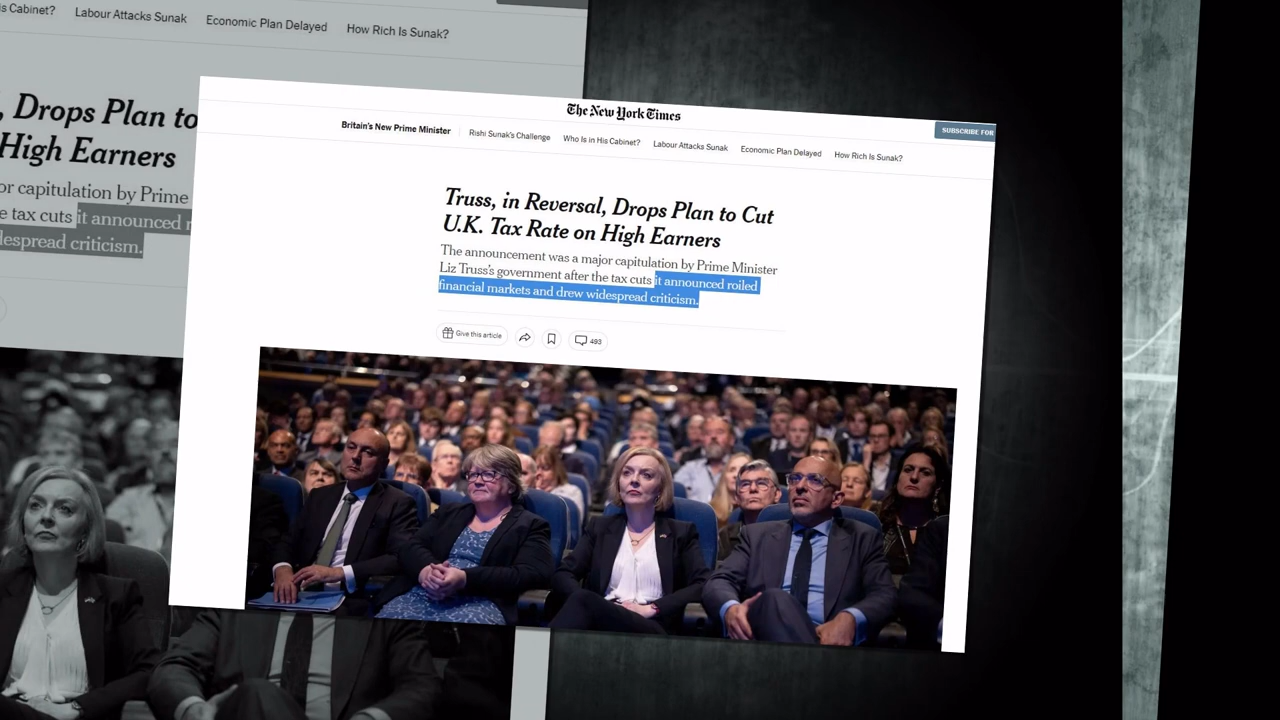 s Cabinet?
Labour Attacks Sunak
Economic Plan Delayed
How Rich Is Sunak?
, Drops Plan to
High Earners
or capitulation by Prime
e tax cuts it announced r
lespread criticism.
The New York Times
SUBSCRIBE FOR
Britain's New Prime Minister
Rishi Sunak's Challenge
Who Is in His Cabinet?
Labour Attacks Sunak
Economic Plan Delayed
How Rich Is Sunak?
Truss, in Reversal, Drops Plan to Cut
U.K. Tax Rate on High Earners
The announcement was a major capitulation by Prime Minister
Liz Truss's government after the tax cuts it announced roiled
financial markets and drew widespread criticism.
Give this article
493